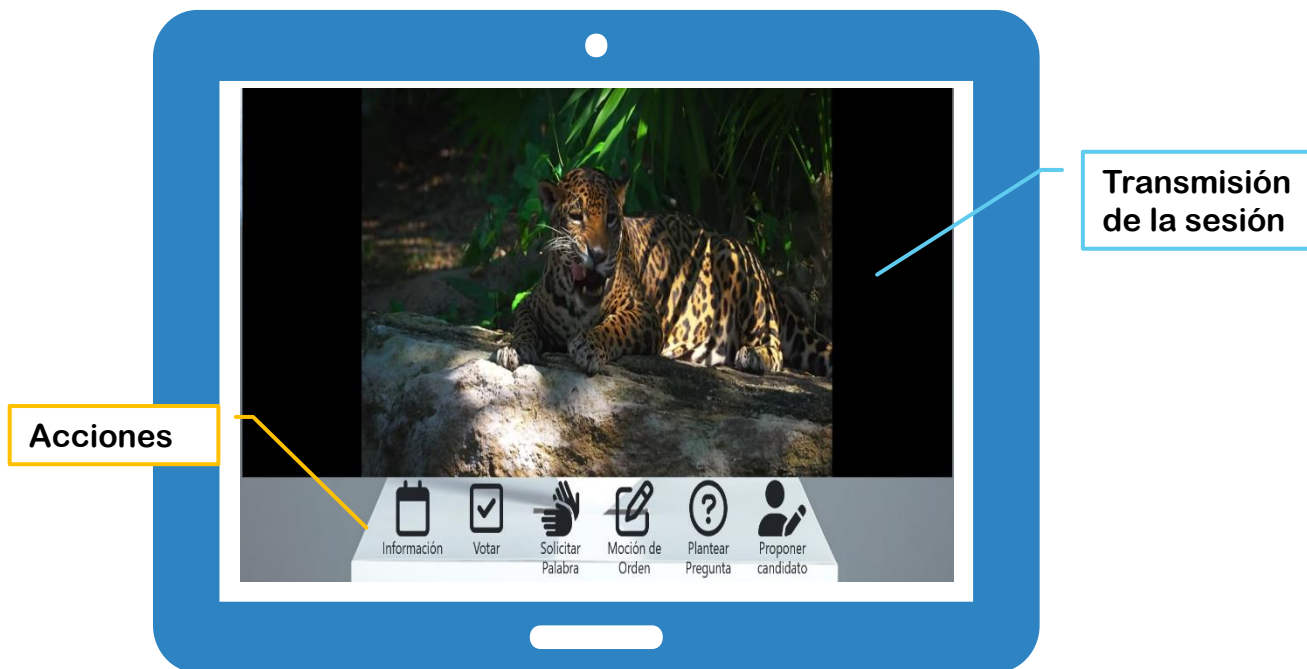 Transmisión
de la sesión
Acciones
Información
Votar
Solicitar
Palabra
Moción de
Orden
Plantear
Pregunta
Proponer
candidato